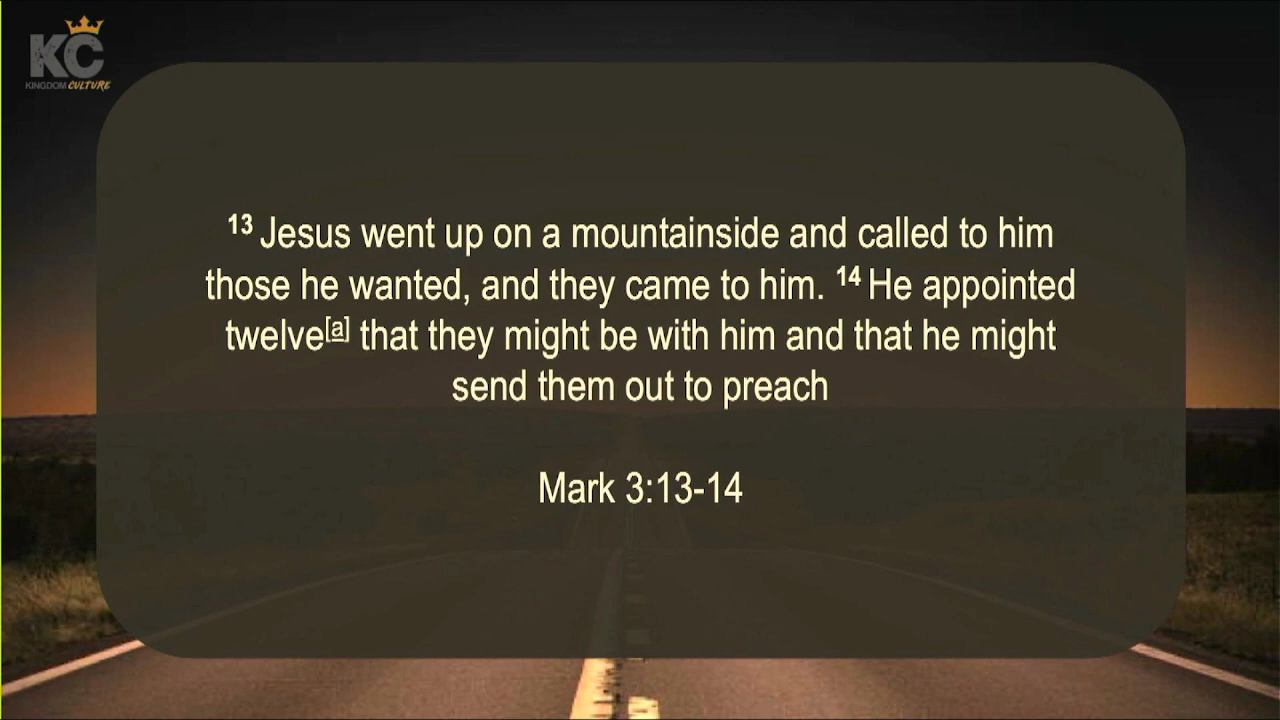 KC
KINGDOM CULTURE
13 Jesus went up on a mountainside and called to him
those he wanted, and they came to him. 14 He appointed
twelve[a] that they might be with him and that he might
send them out to preach
Mark 3:13-14